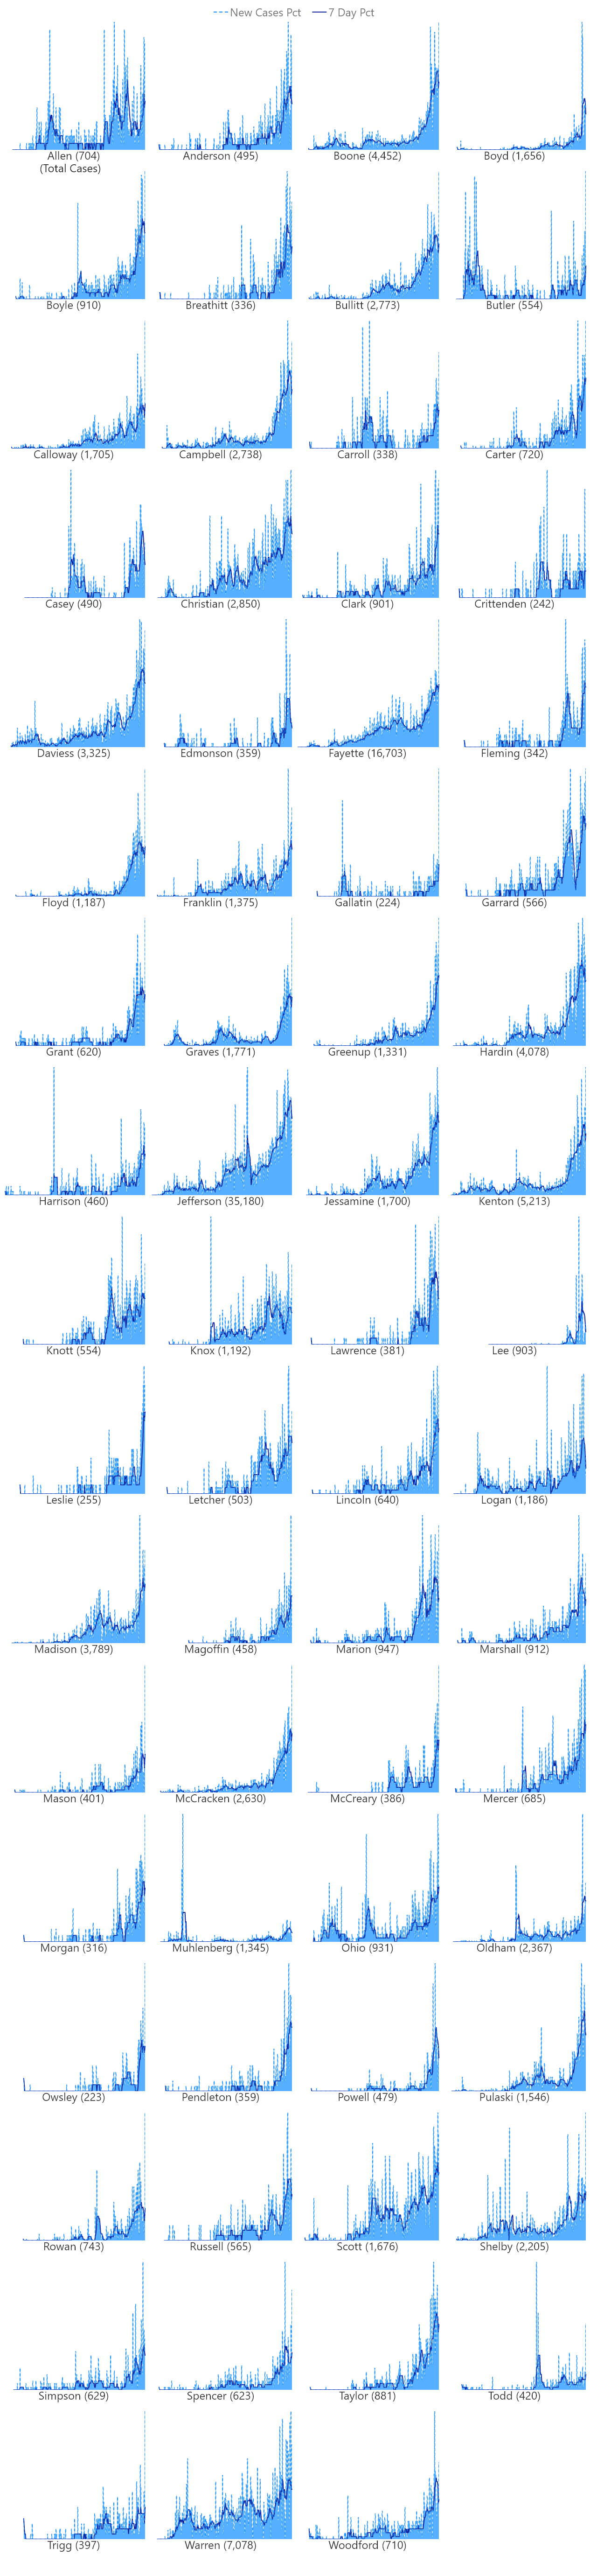 New Cases Pct 7 Day Pct
Allen (704) Anderson (495) Boone (4,452) Boyd (1,656)
(Total Cases)
Boyle (910) Breathitt (336) Bullitt (2,773) Butler (554)
Calloway (1,705) Campbell (2,738) Carroll (338) Carter (720)
Casey (490) Christian (2,850) Clark (901) Crittenden (242)
Daviess (3,325) Edmonson (359) Fayette (16,703) Fleming (342)
Floyd (1,187) Franklin (1,375) Gallatin (224) Garrard (566)
Grant (620) Graves (1,771) Greenup (1,331) Hardin (4,078)
Harrison (460) Jefferson (35,180) Jessamine (1,700) Kenton (5,213)
Knott (554) Knox (1,192) Lawrence (381) Lee (903)
Leslie (255) Letcher (503) Lincoln (640) Logan (1,186)
Madison (3,789) Magoffin (458) Marion (947) Marshall (912)
Mason (401) McCracken (2,630) McCreary (386) Mercer (685)
Morgan (316) Muhlenberg (1,345) Ohio (931) Oldham (2,367)
Owsley (223) Pendleton (359) Powell (479) Pulaski (1,546)
Rowan (743) Russell (565) Scott (1,676) Shelby (2,205)
Simpson (629) Spencer (623) Taylor (881) Todd (420)
Trigg (397) Warren (7,078) Woodford (710)